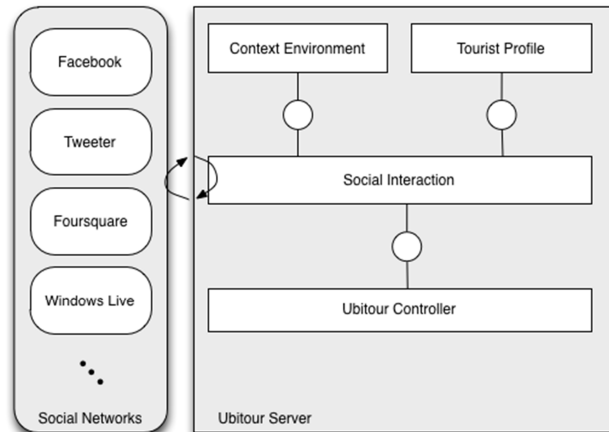 Facebook
Tweeter
Foursquare
Windows Live
Social Networks
Context Environment
Tourist Profile
Social Interaction
Ubitour Controller
Ubitour Server